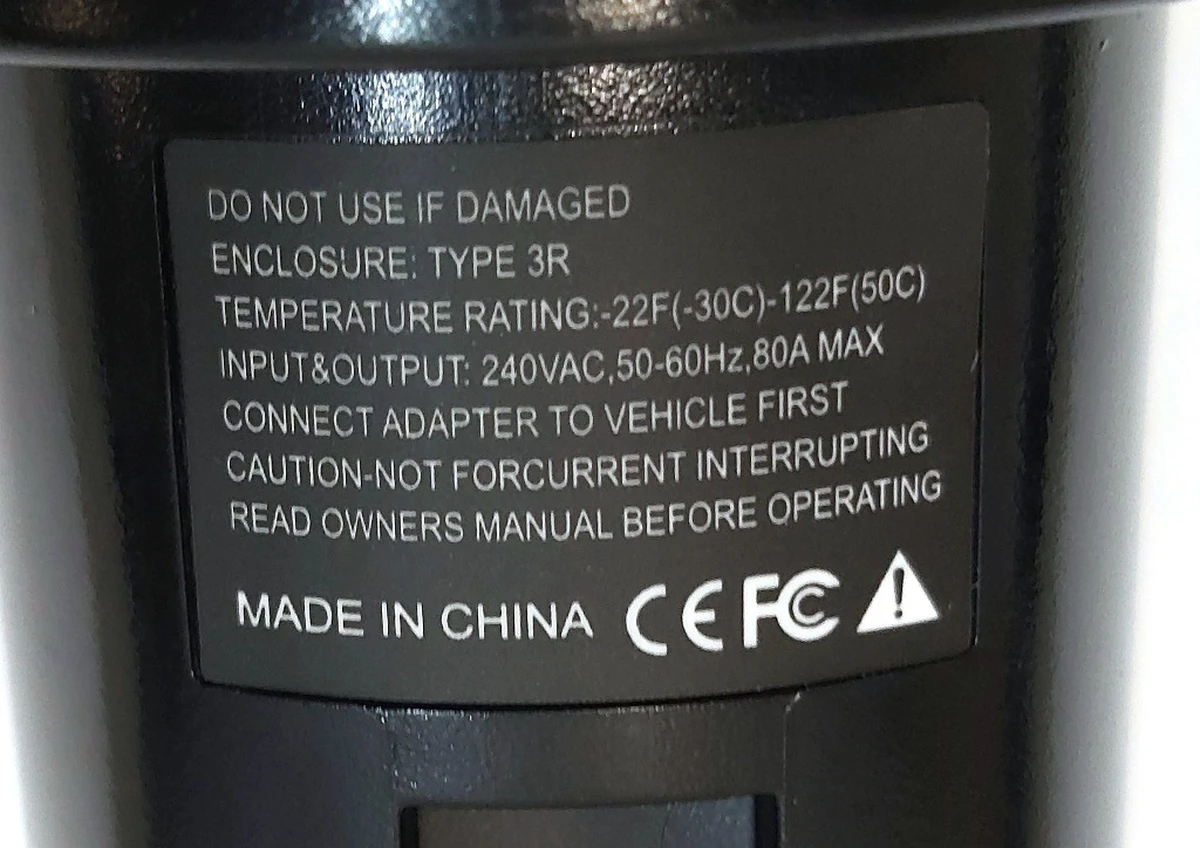 DO NOT USE IF DAMAGED
ENCLOSURE: TYPE 3R
TEMPERATURE RATING:-22F(-30C)-122F(50C)
INPUT&OUTPUT: 240VAC,50-60Hz,80A MAX
CONNECT ADAPTER TO VEHICLE FIRST
CAUTION-NOT FORCURRENT INTERRUPTING
READ OWNERS MANUAL BEFORE OPERATING
MADE IN CHINA CE FC